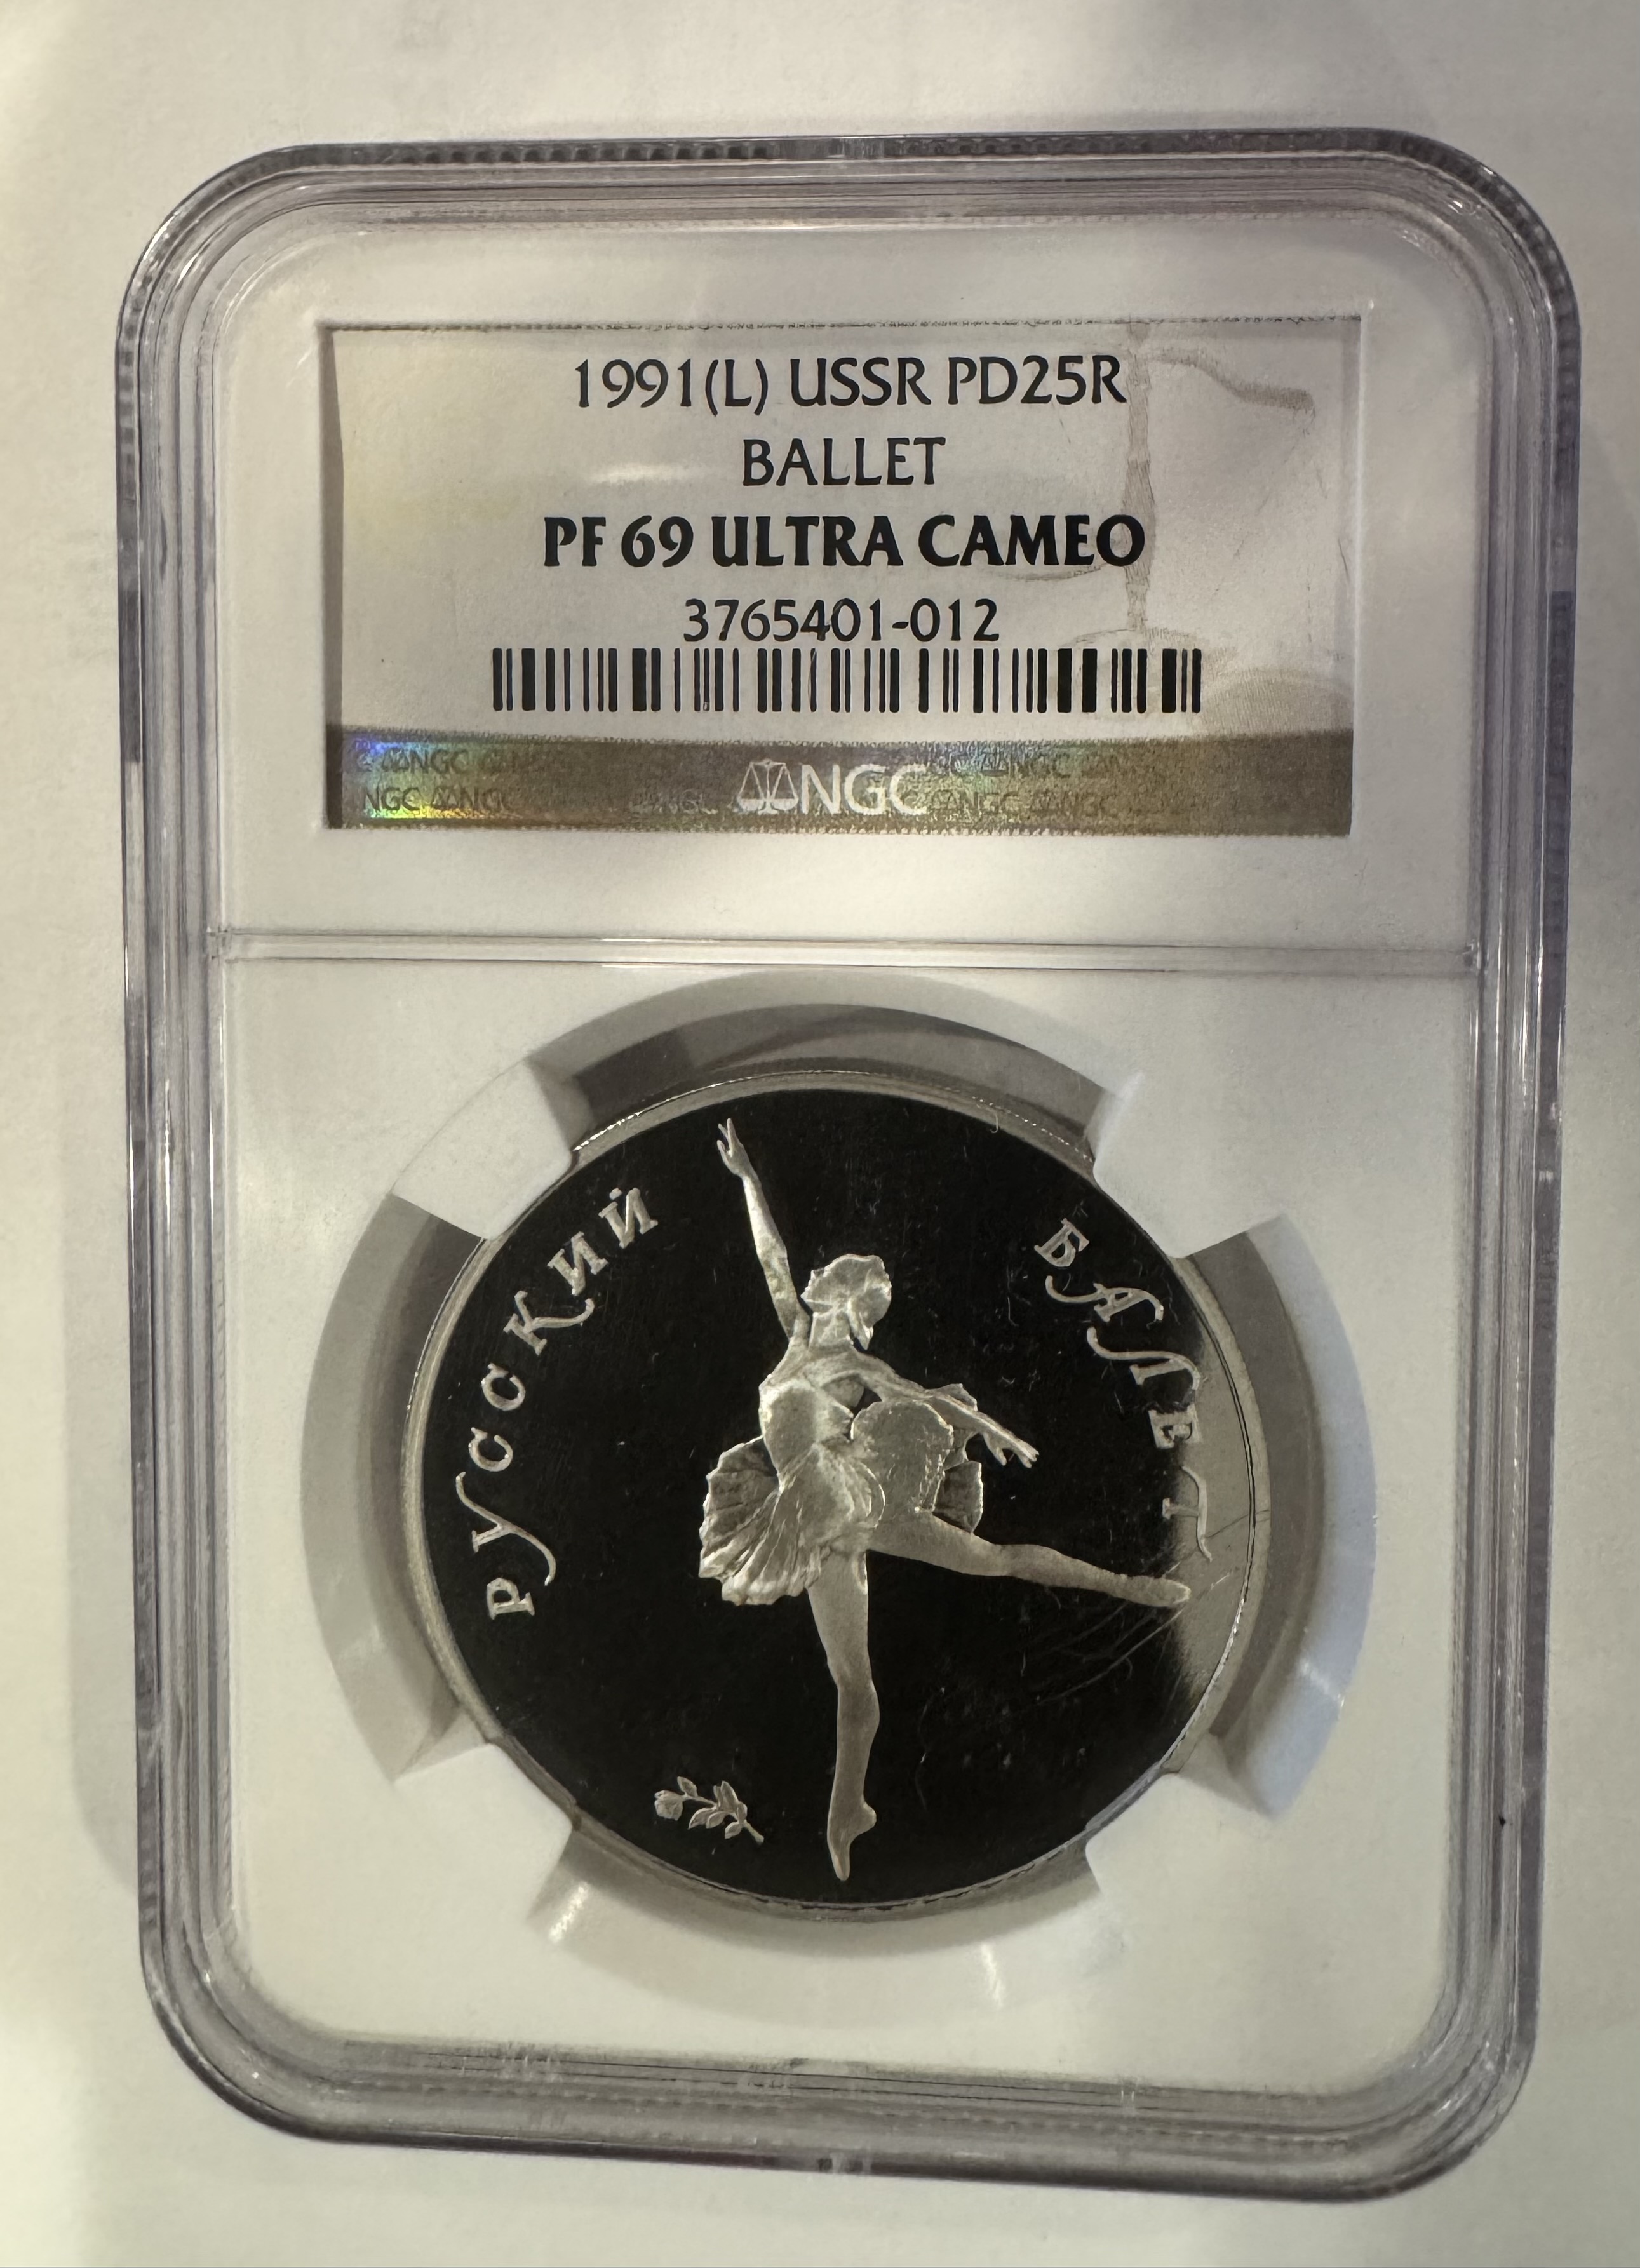 1991(L) USSR PD25R
BALLET
PF 69 ULTRA CAMEO
3765401-012
NGC
РУССКИЙ
БАЛЕТ